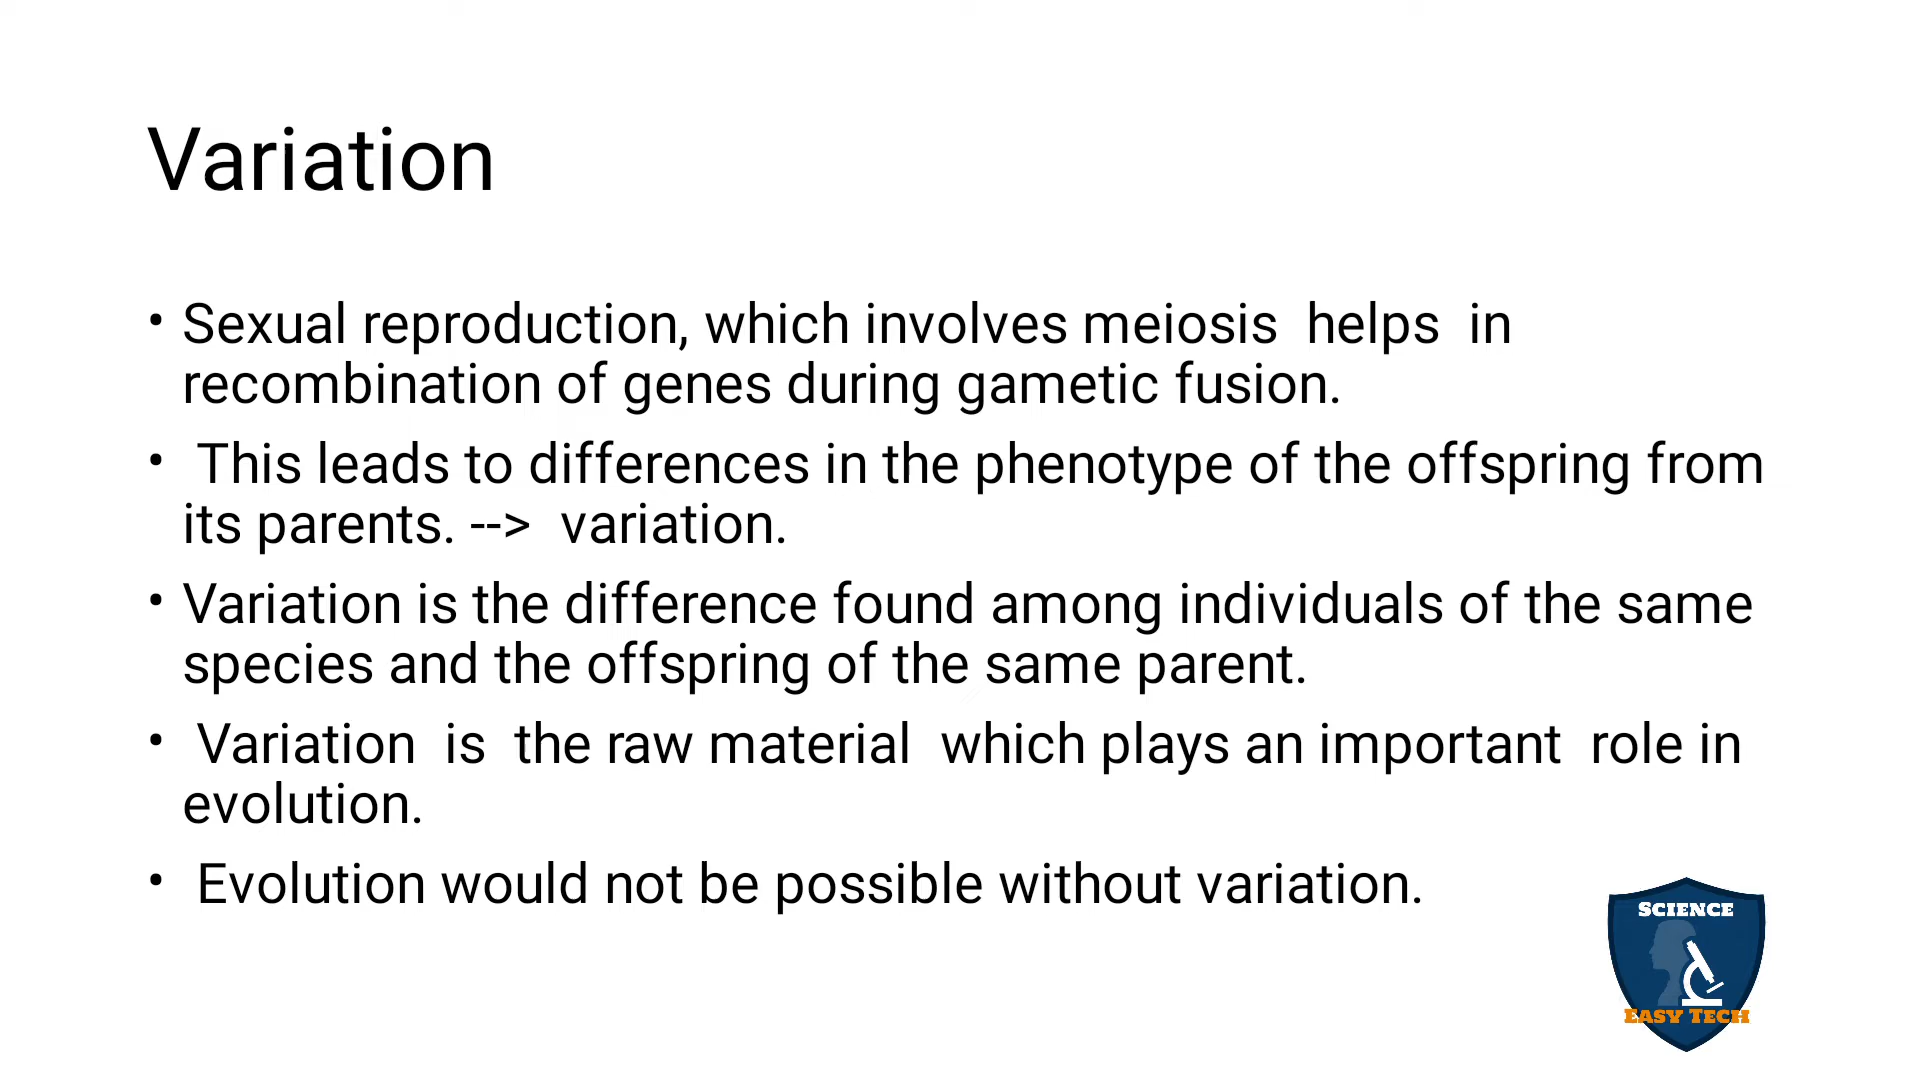 Variation
• Sexual reproduction, which involves meiosis  helps  in
recombination of genes during gametic fusion.
•  This leads to differences in the phenotype of the offspring from
its parents. -->  variation.
• Variation is the difference found among individuals of the same
species and the offspring of the same parent.
•  Variation  is  the raw material  which plays an important  role in
evolution.
•  Evolution would not be possible without variation.
SCIENCE
EASY TECH